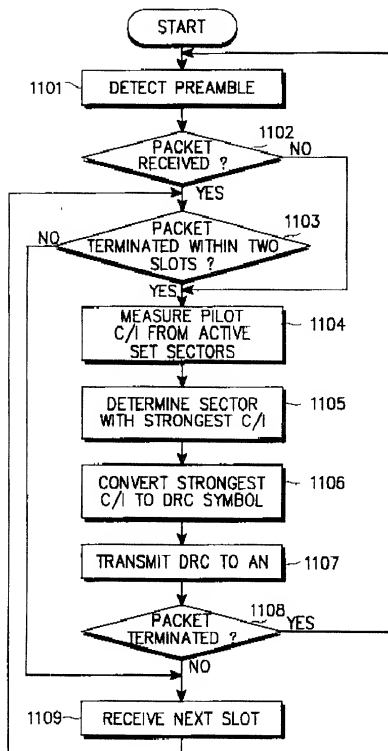 START
1101
DETECT PREAMBLE
1102
PACKET
RECEIVED ?
NO
YES
1103
NO
PACKET
TERMINATED WITHIN TWO
SLOTS ?
YES
MEASURE PILOT
C/I FROM ACTIVE
SET SECTORS
1104
DETERMINE SECTOR
WITH STRONGEST C/I
1105
CONVERT STRONGEST
C/I TO DRC SYMBOL
1106
TRANSMIT DRC TO AN
1107
1108
PACKET
TERMINATED ?
YES
NO
1109
RECEIVE NEXT SLOT